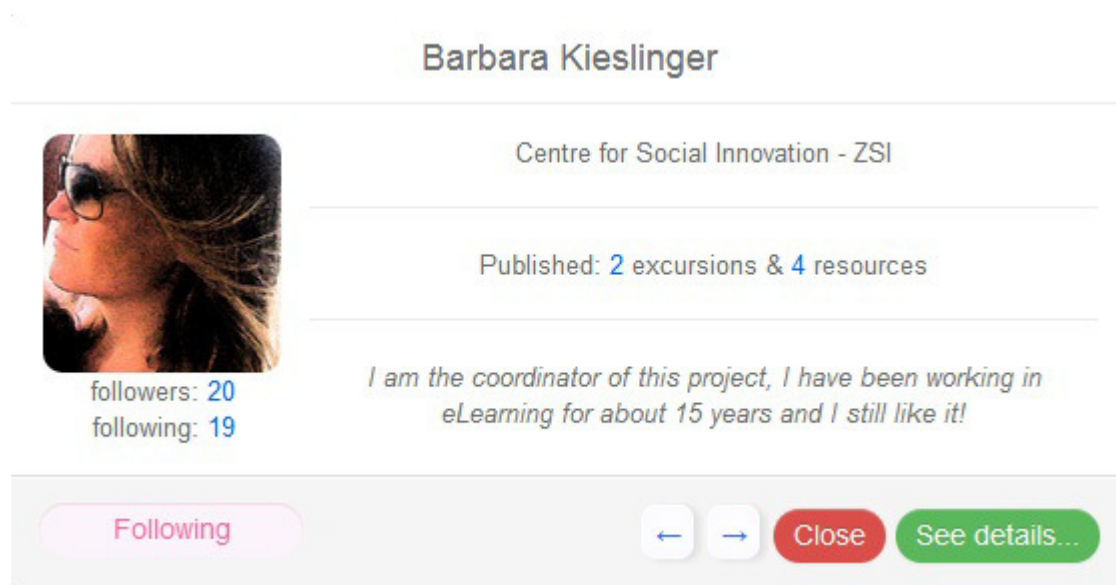 Barbara Kieslinger
Centre for Social Innovation - ZSI
Published: 2 excursions & 4 resources
followers: 20
following: 19
I am the coordinator of this project, I have been working in
eLearning for about 15 years and I still like it!
Following
← → Close See details...